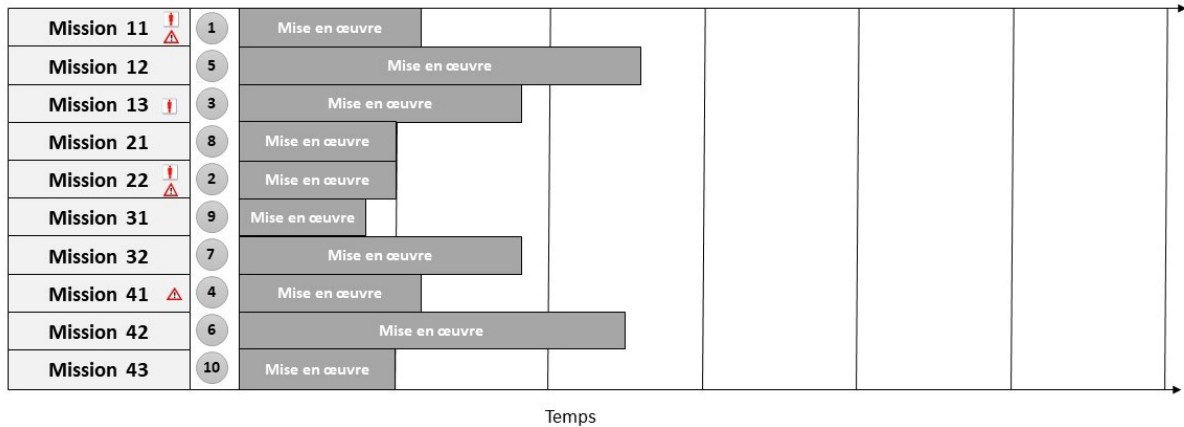 Mission 11 1 Mise en œuvre
Mission 12 5 Mise en œuvre
Mission 13 3 Mise en œuvre
Mission 21 8 Mise en œuvre
Mission 22 2 Mise en œuvre
Mission 31 9 Mise en œuvre
Mission 32 7 Mise en œuvre
Mission 41 4 Mise en œuvre
Mission 42 6 Mise en œuvre
Mission 43 10 Mise en œuvre
Temps